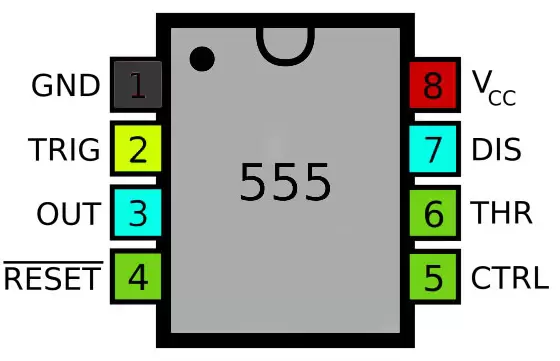 GND 1 8 VCC
TRIG 2 7 DIS
555
OUT 3 6 THR
RESET 4 5 CTRL